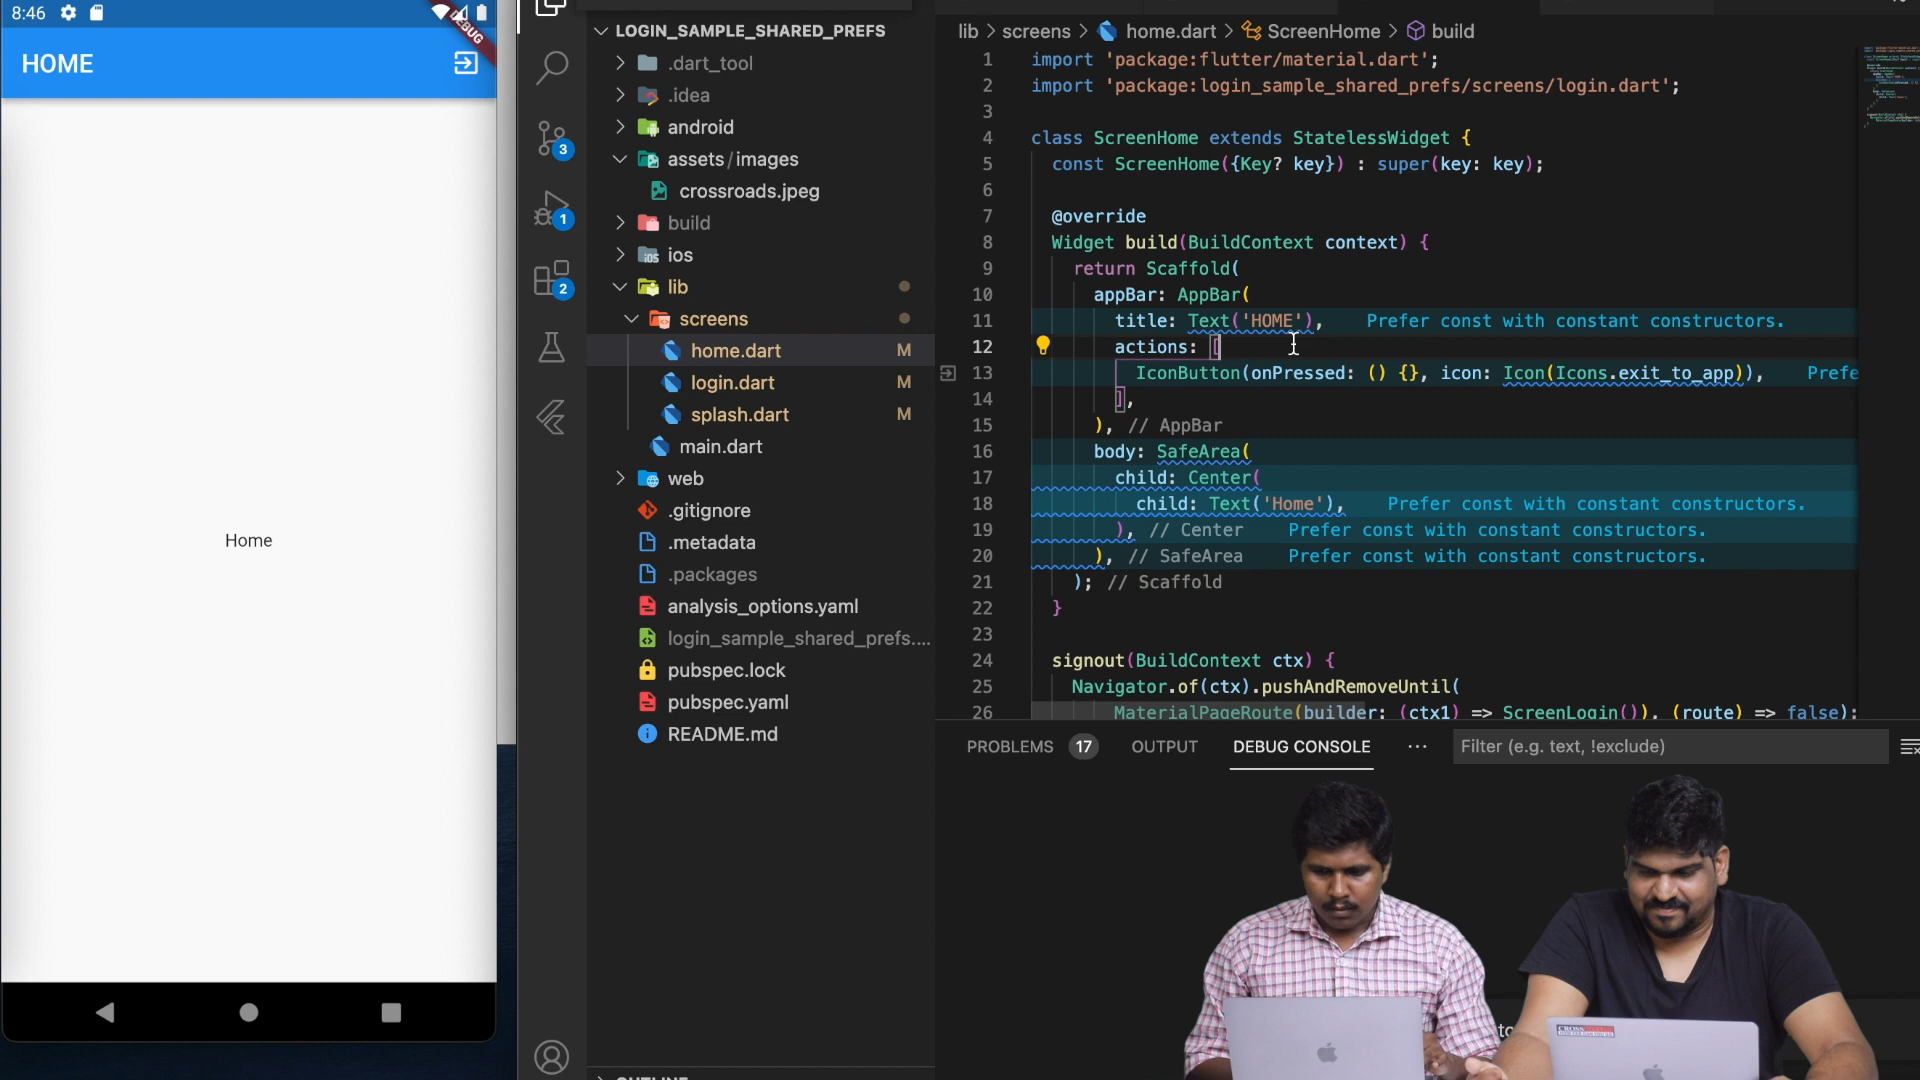 8:46
DEBUG
HOME
Home
LOGIN_SAMPLE_SHARED_PREFS
.dart_tool
.idea
android
assets/images
crossroads.jpeg
build
ios
lib
screens
home.dart M
login.dart M
splash.dart M
main.dart
web
.gitignore
.metadata
.packages
analysis_options.yaml
login_sample_shared_prefs....
pubspec.lock
pubspec.yaml
README.md
OUTLINE
3
1
2
lib > screens > home.dart > ScreenHome > build
1 import 'package:flutter/material.dart';
2 import 'package:login_sample_shared_prefs/screens/login.dart';
3
4 class ScreenHome extends StatelessWidget {
5 const ScreenHome({Key? key}) : super(key: key);
6
7 @override
8 Widget build(BuildContext context) {
9 return Scaffold(
10 appBar: AppBar(
11 title: Text('HOME'), Prefer const with constant constructors.
12 actions: [
13 IconButton(onPressed: () {}, icon: Icon(Icons.exit_to_app)), Prefe
14 ],
15 ), // AppBar
16 body: SafeArea(
17 child: Center(
18 child: Text('Home'), Prefer const with constant constructors.
19 ), // Center Prefer const with constant constructors.
20 ), // SafeArea Prefer const with constant constructors.
21 ); // Scaffold
22 }
23
24 signout(BuildContext ctx) {
25 Navigator.of(ctx).pushAndRemoveUntil(
26 MaterialPageRoute(builder: (ctx1) => ScreenLogin()), (route) => false);
PROBLEMS 17 OUTPUT DEBUG CONSOLE ··· Filter (e.g. text, !exclude)